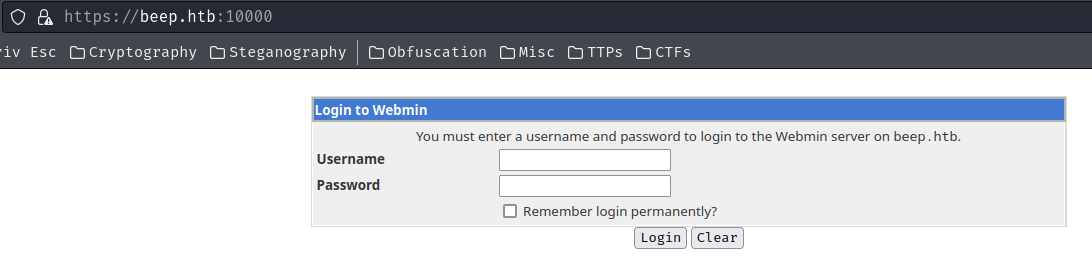 https://beep.htb:10000
riv Esc Cryptography Steganography Obfuscation Misc TTPs CTFs
Login to Webmin
You must enter a username and password to login to the Webmin server on beep.htb.
Username
Password
Remember login permanently?
Login Clear